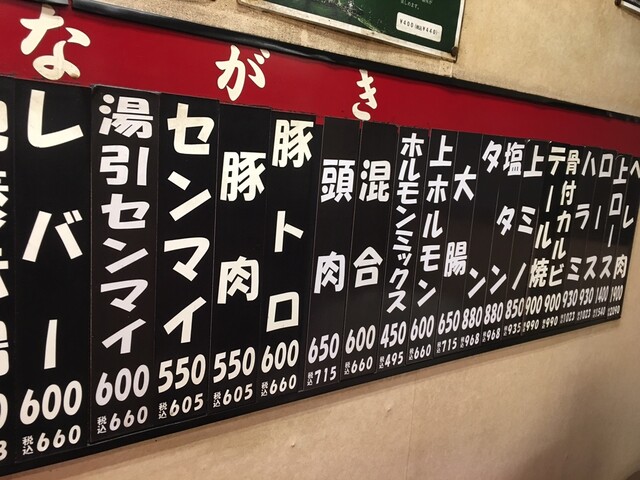 ¥400(税込¥440)
ながき
ヘレ肉 1900 2090
上ロース 1400 1540
ロース 930 税込1023
ハラミ 930 税込1023
骨付カルビ 900 税込990
テール焼 900 税込990
上ミノ 850 税込935
塩タン 880 税込968
タン 880 税込968
大腸 650 税込715
上ホルモン 600 税込660
ホルモンミックス 450 税込495
混合 600 税込660
頭肉 650 税込715
豚トロ 600 税込660
豚肉 550 税込605
センマイ 550 税込605
湯引センマイ 600 税込660
レバー 600 税込660